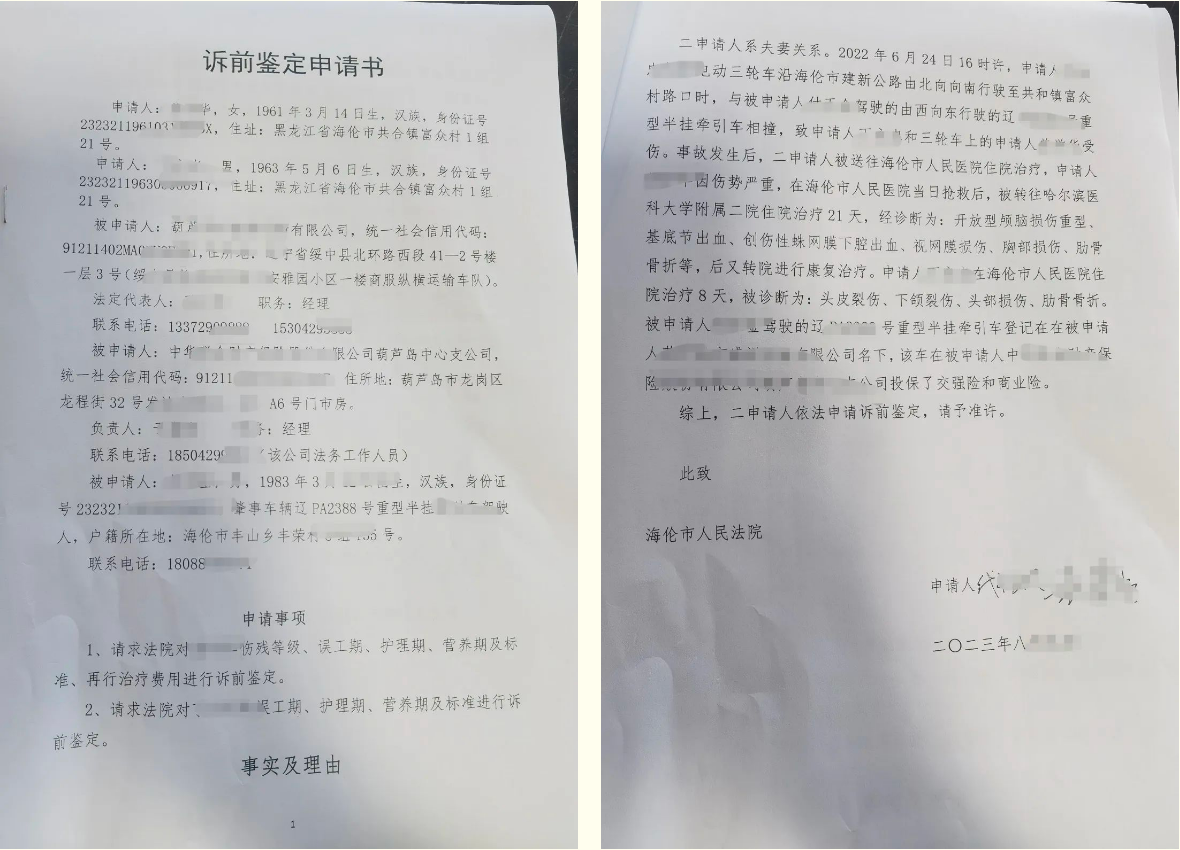 诉前鉴定申请书
申请人：华，女，1961年3月14日生，汉族，身份证号
2323211961031X，住址：黑龙江省海伦市共合镇富众村1组
21号。
申请人：男，1963年5月6日生，汉族，身份证号
23232119630，住址：黑龙江省海伦市共合镇富众村1组
21号。
被申请人：葫有限公司，统一社会信用代码：
91211402MA1，住所地：辽宁省绥中县北环路西段41—2号楼
一层3号（绥安雅园小区一楼商服纵横运输车队）。
法定代表人：职务：经理
联系电话：1337290 15304295
被申请人：中华限公司葫芦岛中心支公司，
统一社会信用代码：91211 住所地：葫芦岛市龙岗区
龙程街32号 A6号门市房。
负责人：务：经理
联系电话：18504299（该公司法务工作人员）
被申请人：，1983年3生，汉族，身份证
号232321 肇事车辆辽PA2388号重型半挂驾驶
人，户籍所在地：海伦市丰山乡丰荣村号。
联系电话：18088
申请事项
1、请求法院对伤残等级、误工期、护理期、营养期及标
准、再行治疗费用进行诉前鉴定。
2、请求法院对误工期、护理期、营养期及标准进行诉
前鉴定。
事实及理由
1
二申请人系夫妻关系。2022年6月24日16时许，申请人
电动三轮车沿海伦市建新公路由北向向南行驶至共和镇富众
村路口时，与被申请人驾驶的由西向东行驶的辽号重
型半挂牵引车相撞，致申请人和三轮车上的申请人受
伤。事故发生后，二申请人被送往海伦市人民医院住院治疗，申请人
因伤势严重，在海伦市人民医院当日抢救后，被转往哈尔滨医
科大学附属二院住院治疗21天，经诊断为：开放型颅脑损伤重型、
基底节出血、创伤性蛛网膜下腔出血、视网膜损伤、胸部损伤、肋骨
骨折等，后又转院进行康复治疗。申请人在海伦市人民医院住
院治疗8天，被诊断为：头皮裂伤、下颌裂伤、头部损伤、肋骨骨折。
被申请人驾驶的辽号重型半挂牵引车登记在在被申请
人有限公司名下，该车在被申请人中保
险公司投保了交强险和商业险。
综上，二申请人依法申请诉前鉴定，请予准许。
此致
海伦市人民法院
申请人
二〇二三年八